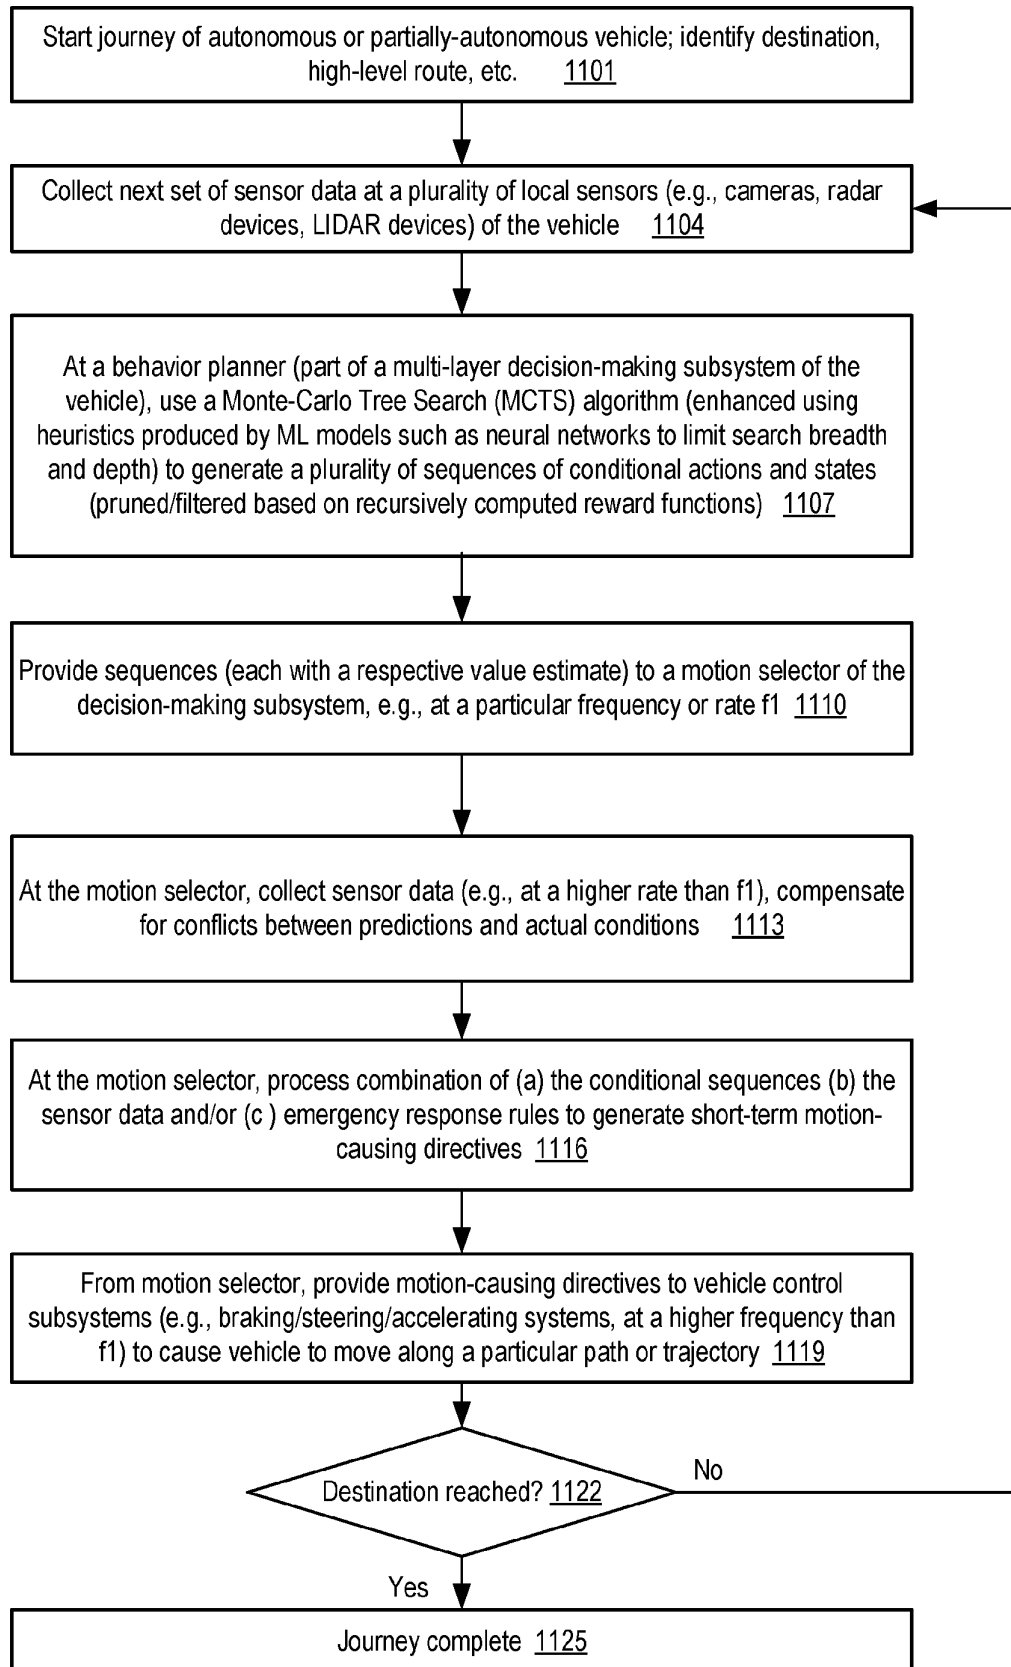 Start journey of autonomous or partially-autonomous vehicle; identify destination,
high-level route, etc. 1101
Collect next set of sensor data at a plurality of local sensors (e.g., cameras, radar
devices, LIDAR devices) of the vehicle 1104
At a behavior planner (part of a multi-layer decision-making subsystem of the
vehicle), use a Monte-Carlo Tree Search (MCTS) algorithm (enhanced using
heuristics produced by ML models such as neural networks to limit search breadth
and depth) to generate a plurality of sequences of conditional actions and states
(pruned/filtered based on recursively computed reward functions) 1107
Provide sequences (each with a respective value estimate) to a motion selector of the
decision-making subsystem, e.g., at a particular frequency or rate f1 1110
At the motion selector, collect sensor data (e.g., at a higher rate than f1), compensate
for conflicts between predictions and actual conditions 1113
At the motion selector, process combination of (a) the conditional sequences (b) the
sensor data and/or (c ) emergency response rules to generate short-term motion-
causing directives 1116
From motion selector, provide motion-causing directives to vehicle control
subsystems (e.g., braking/steering/accelerating systems, at a higher frequency than
f1) to cause vehicle to move along a particular path or trajectory 1119
Destination reached? 1122
No
Yes
Journey complete 1125